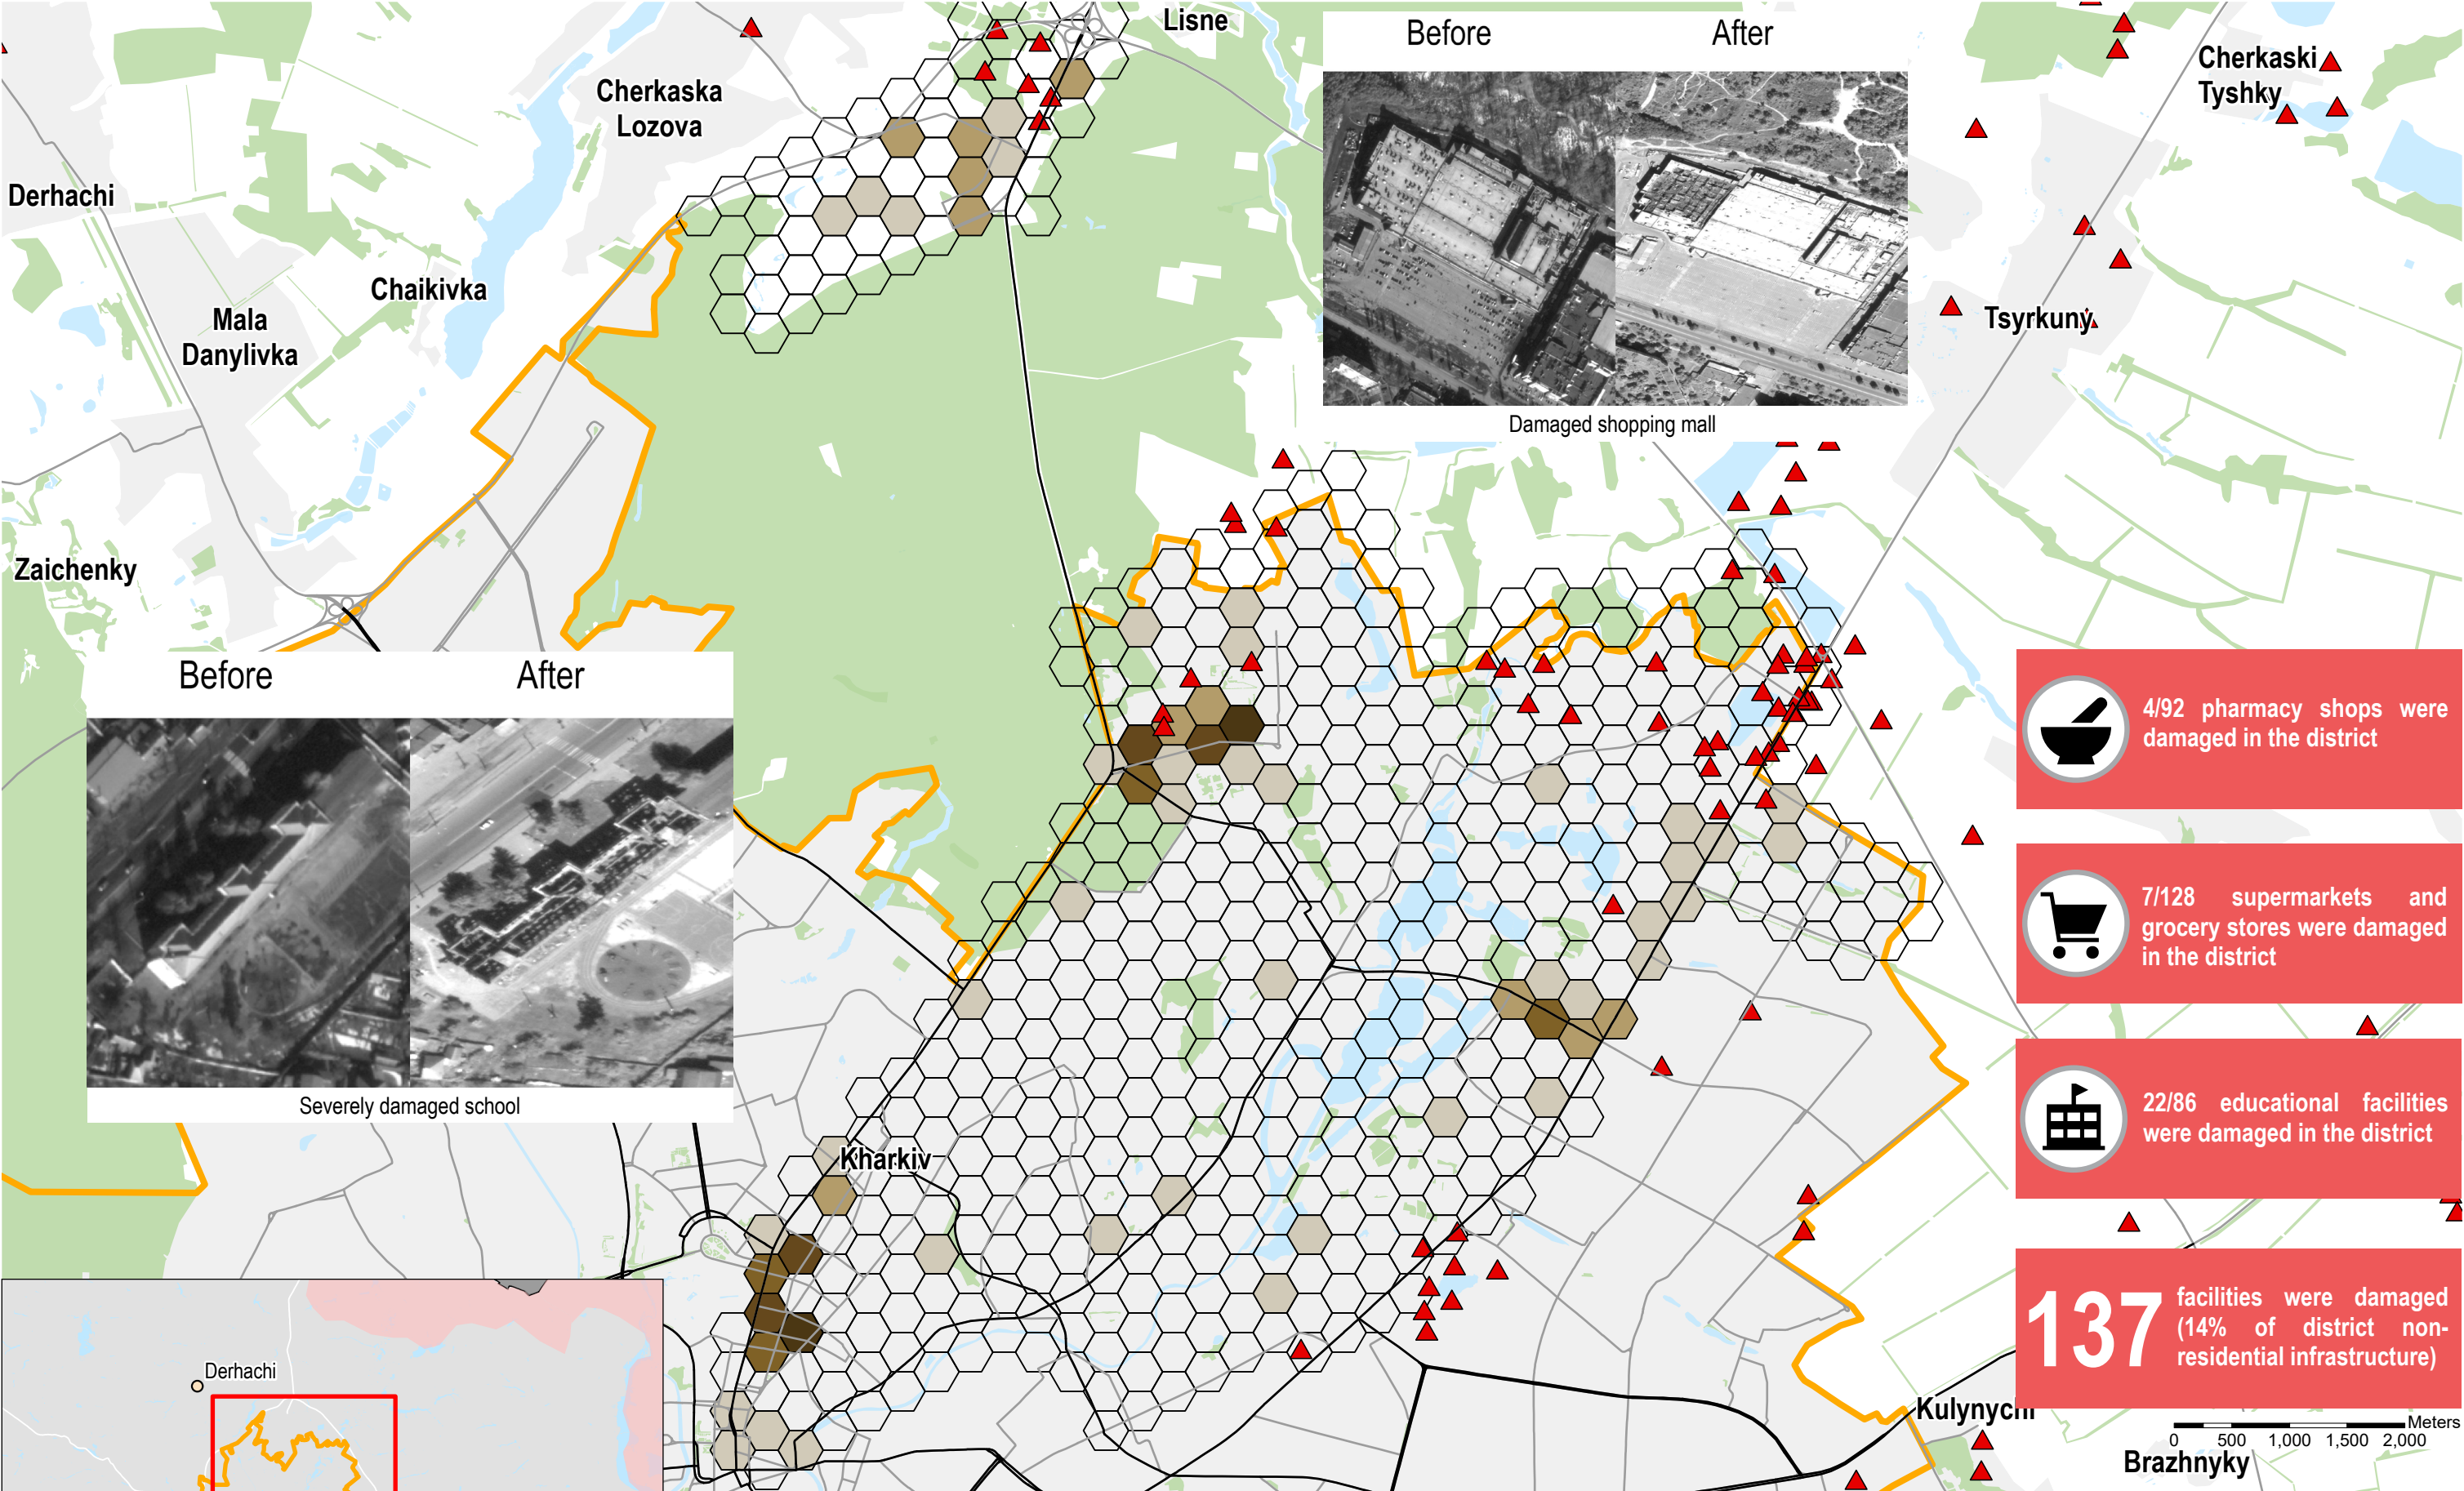 Lisne
Before
After
Cherkaski
Tyshky
Cherkaska
Lozova
Derhachi
Chaikivka
Mala
Danylivka
Tsyrkuny
Damaged shopping mall
Zaichenky
Before
After
Severely damaged school
4/92 pharmacy shops were
damaged in the district
7/128 supermarkets and
grocery stores were damaged
in the district
22/86 educational facilities
were damaged in the district
137
facilities were damaged
(14% of district non-
residential infrastructure)
Kharkiv
Derhachi
Kulynychi
Meters
0 500 1,000 1,500 2,000
Brazhnyky